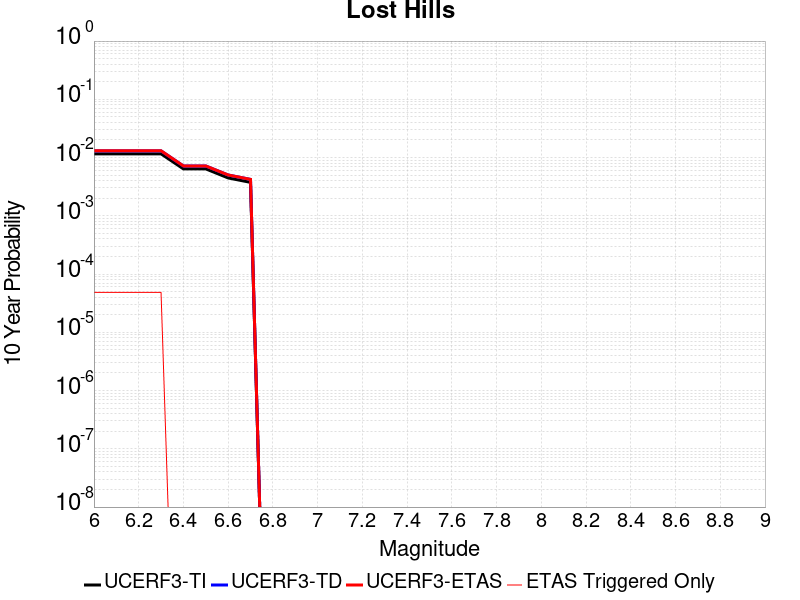 Lost Hills
10 Year Probability
10^0
10^-1
10^-2
10^-3
10^-4
10^-5
10^-6
10^-7
10^-8
6 6.2 6.4 6.6 6.8 7 7.2 7.4 7.6 7.8 8 8.2 8.4 8.6 8.8 9
Magnitude
UCERF3-TI UCERF3-TD UCERF3-ETAS ETAS Triggered Only